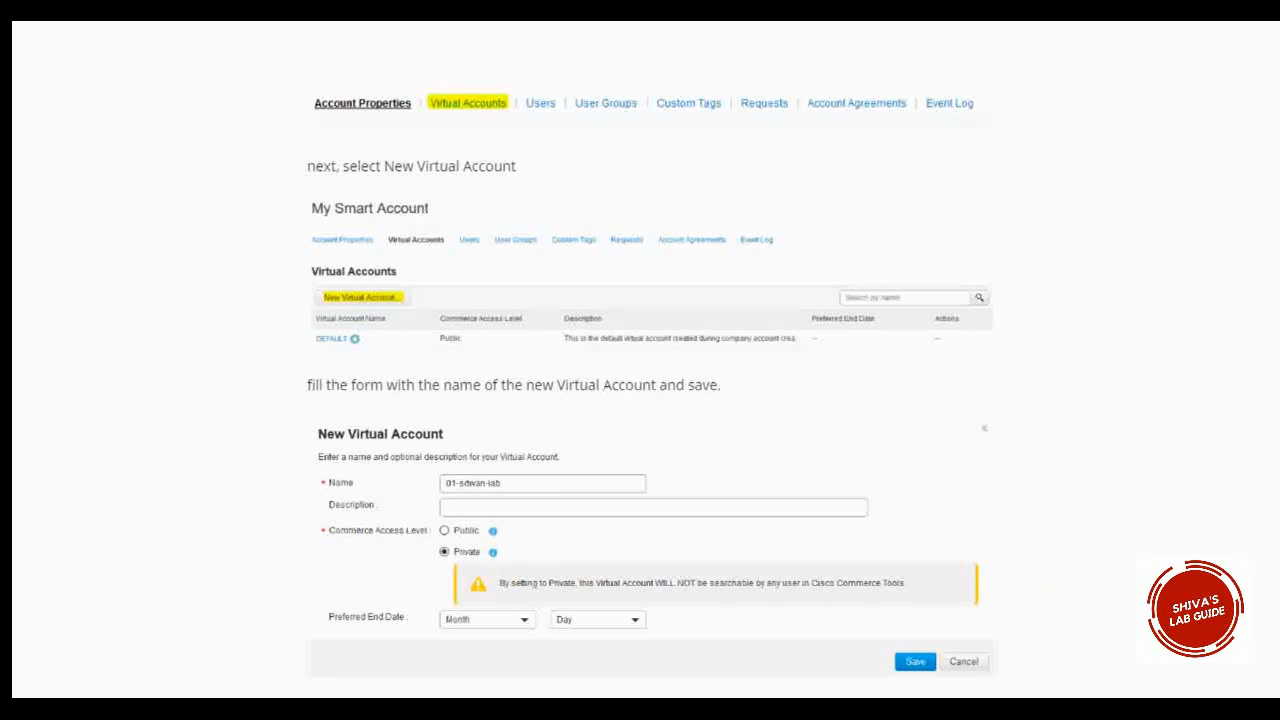 Account Properties | Virtual Accounts | Users | User Groups | Custom Tags | Requests | Account Agreements | Event Log
next, select New Virtual Account
My Smart Account
Account Properties Virtual Accounts Users User Groups Custom Tags Requests Account Agreements Event Log
Virtual Accounts
New Virtual Account... Search by name
Virtual Account Name Commerce Access Level Description Preferred End Date Actions
DEFAULT Public This is the default virtual account created during company account crea -- --
fill the form with the name of the new Virtual Account and save.
New Virtual Account
Enter a name and optional description for your Virtual Account.
* Name 01-sdwan-lab
Description :
* Commerce Access Level : Public
Private
By setting to Private, this Virtual Account WILL NOT be searchable by any user in Cisco Commerce Tools.
Preferred End Date : Month Day
Save Cancel
SHIVA'S
LAB GUIDE